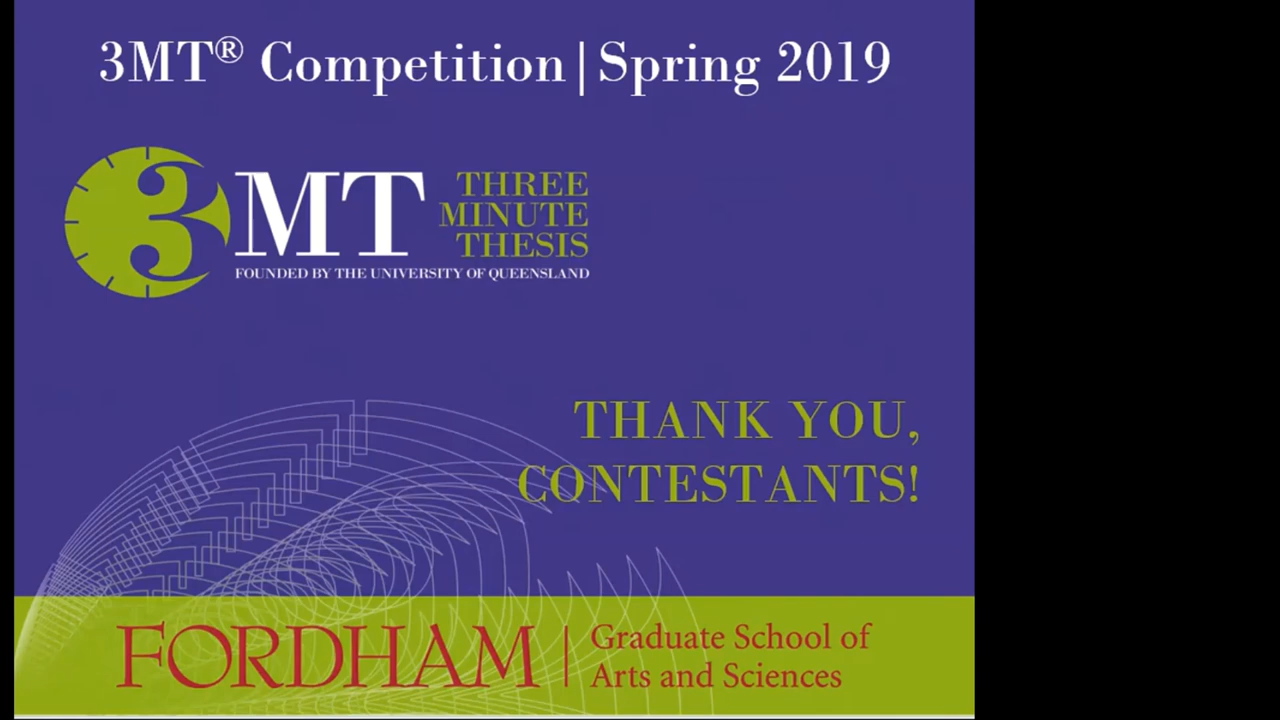 3MT® Competition | Spring 2019
3MT THREE
MINUTE
THESIS
FOUNDED BY THE UNIVERSITY OF QUEENSLAND
THANK YOU,
CONTESTANTS!
FORDHAM | Graduate School of
Arts and Sciences